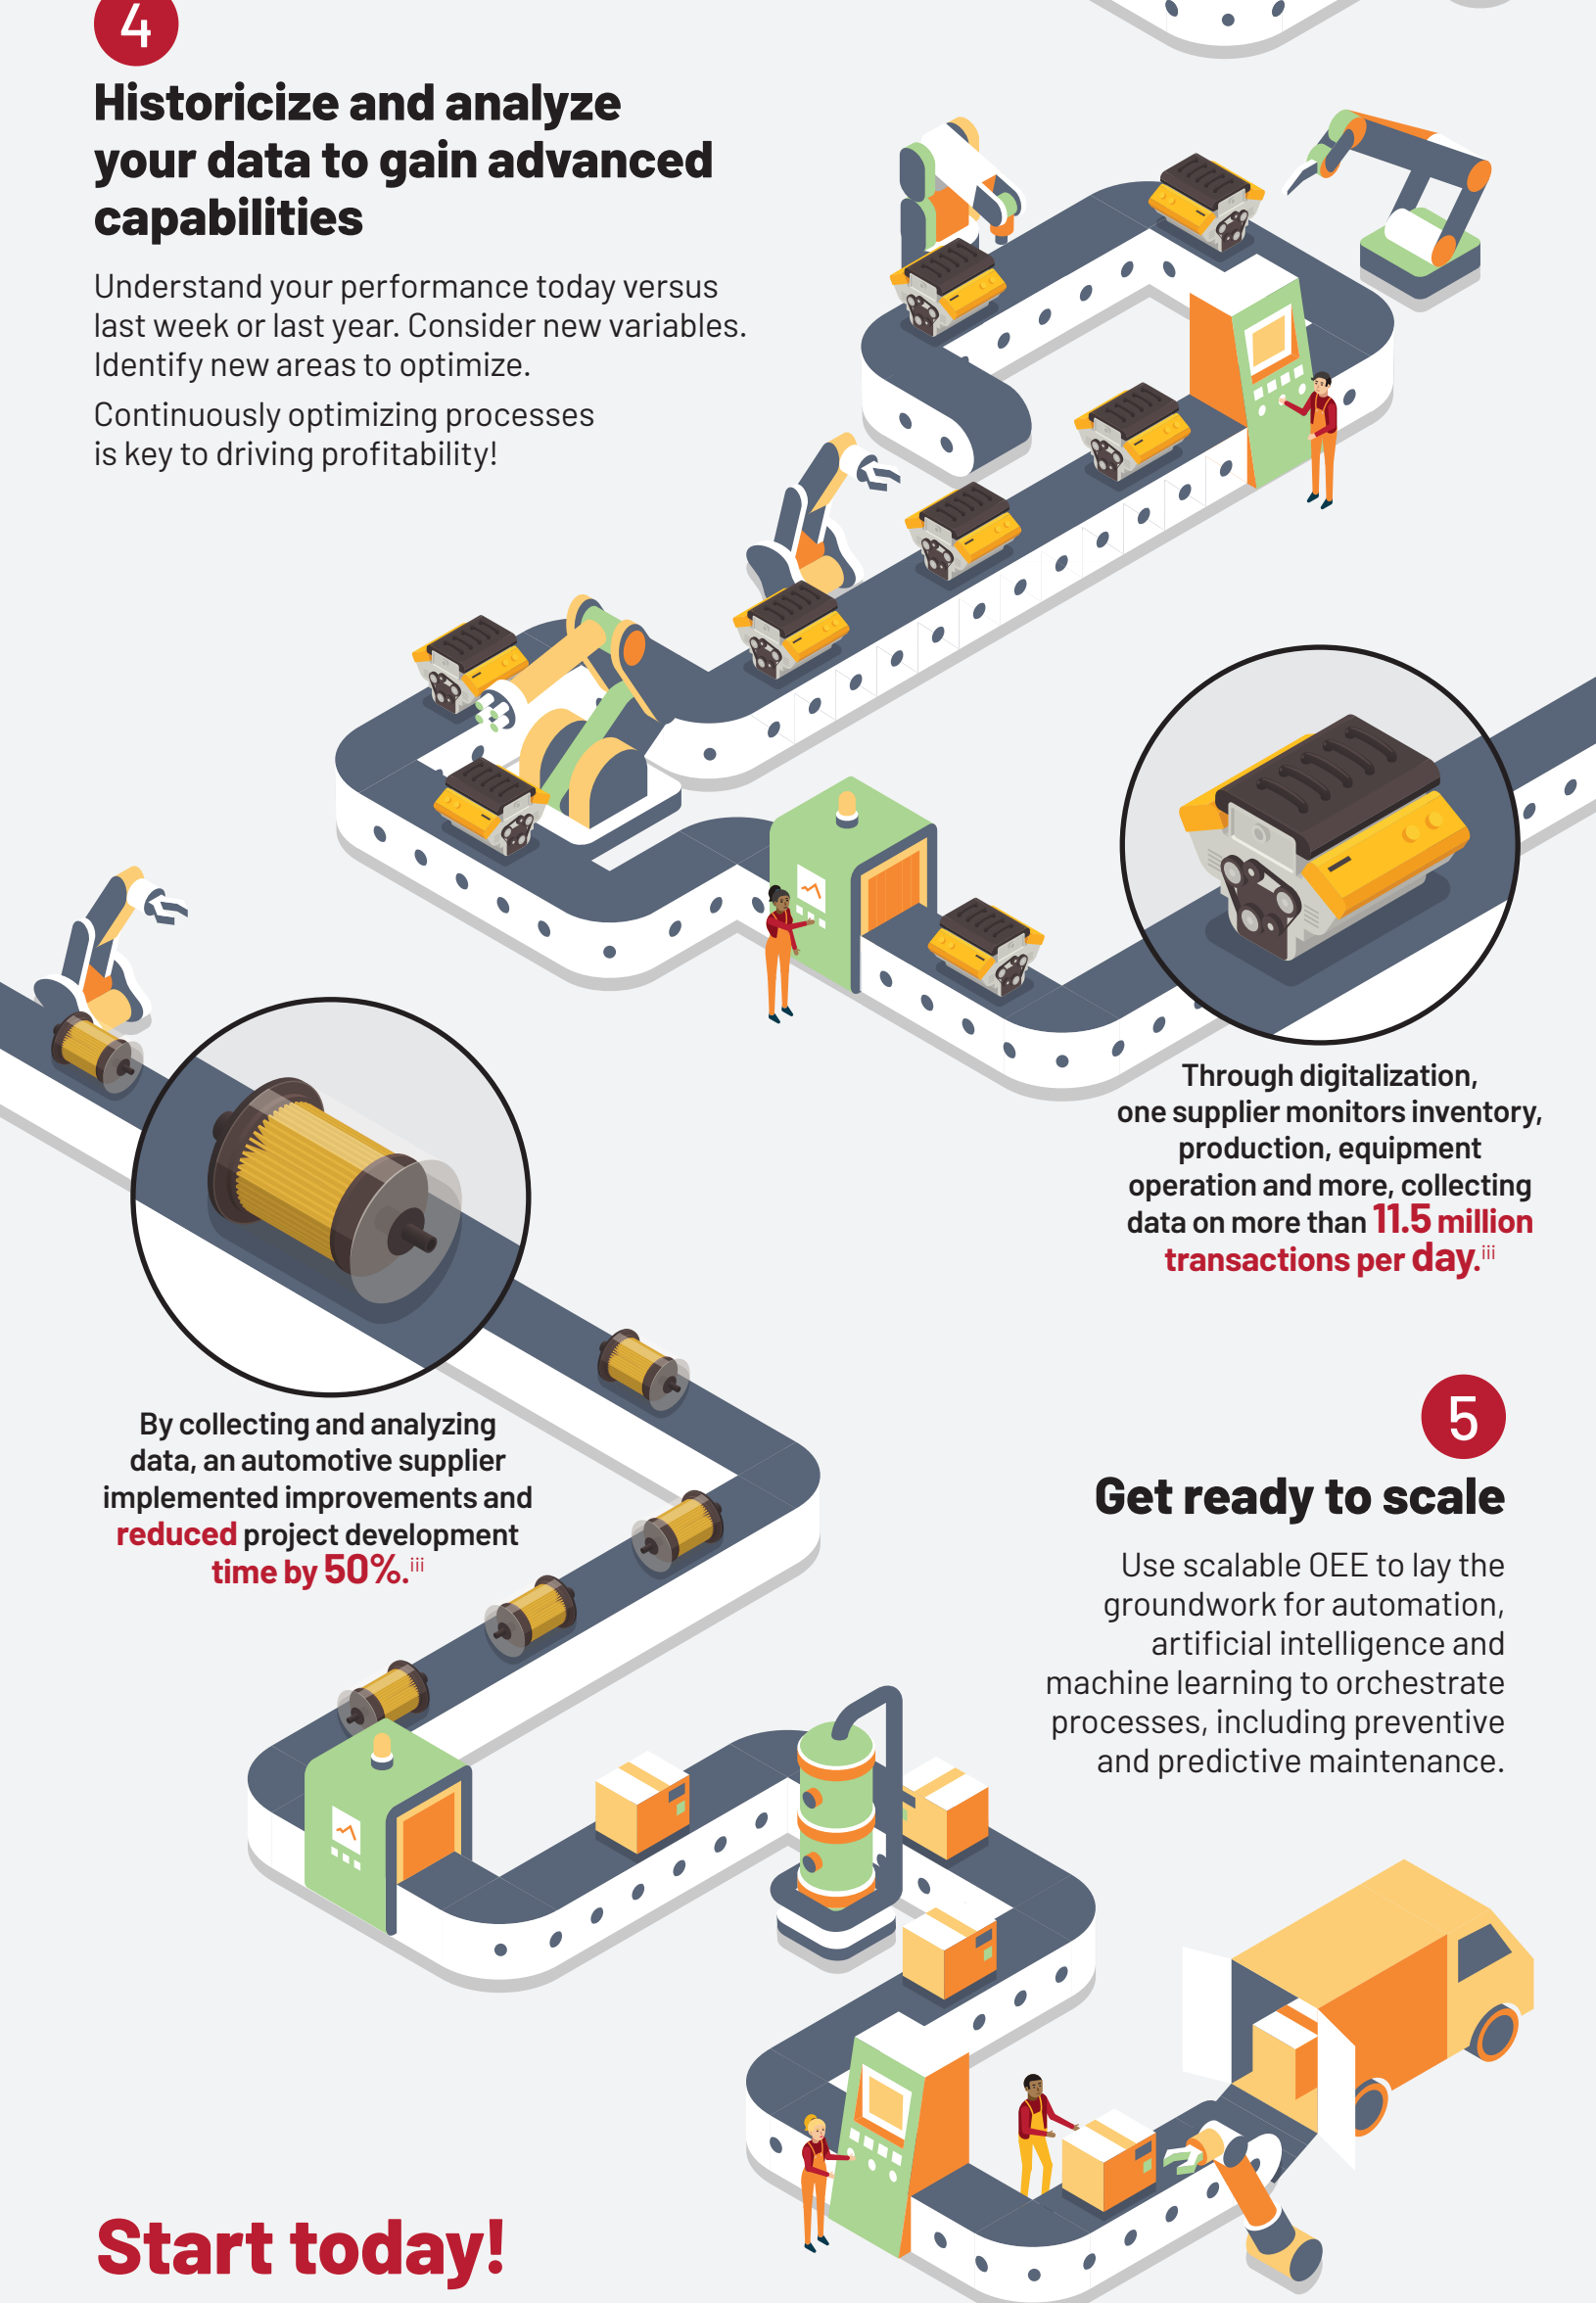 4
Historicize and analyze
your data to gain advanced
capabilities
Understand your performance today versus
last week or last year. Consider new variables.
Identify new areas to optimize.
Continuously optimizing processes
is key to driving profitability!
Through digitalization,
one supplier monitors inventory,
production, equipment
operation and more, collecting
data on more than 11.5 million
transactions per day.iii
By collecting and analyzing
data, an automotive supplier
implemented improvements and
reduced project development
time by 50%.iii
5
Get ready to scale
Use scalable OEE to lay the
groundwork for automation,
artificial intelligence and
machine learning to orchestrate
processes, including preventive
and predictive maintenance.
Start today!